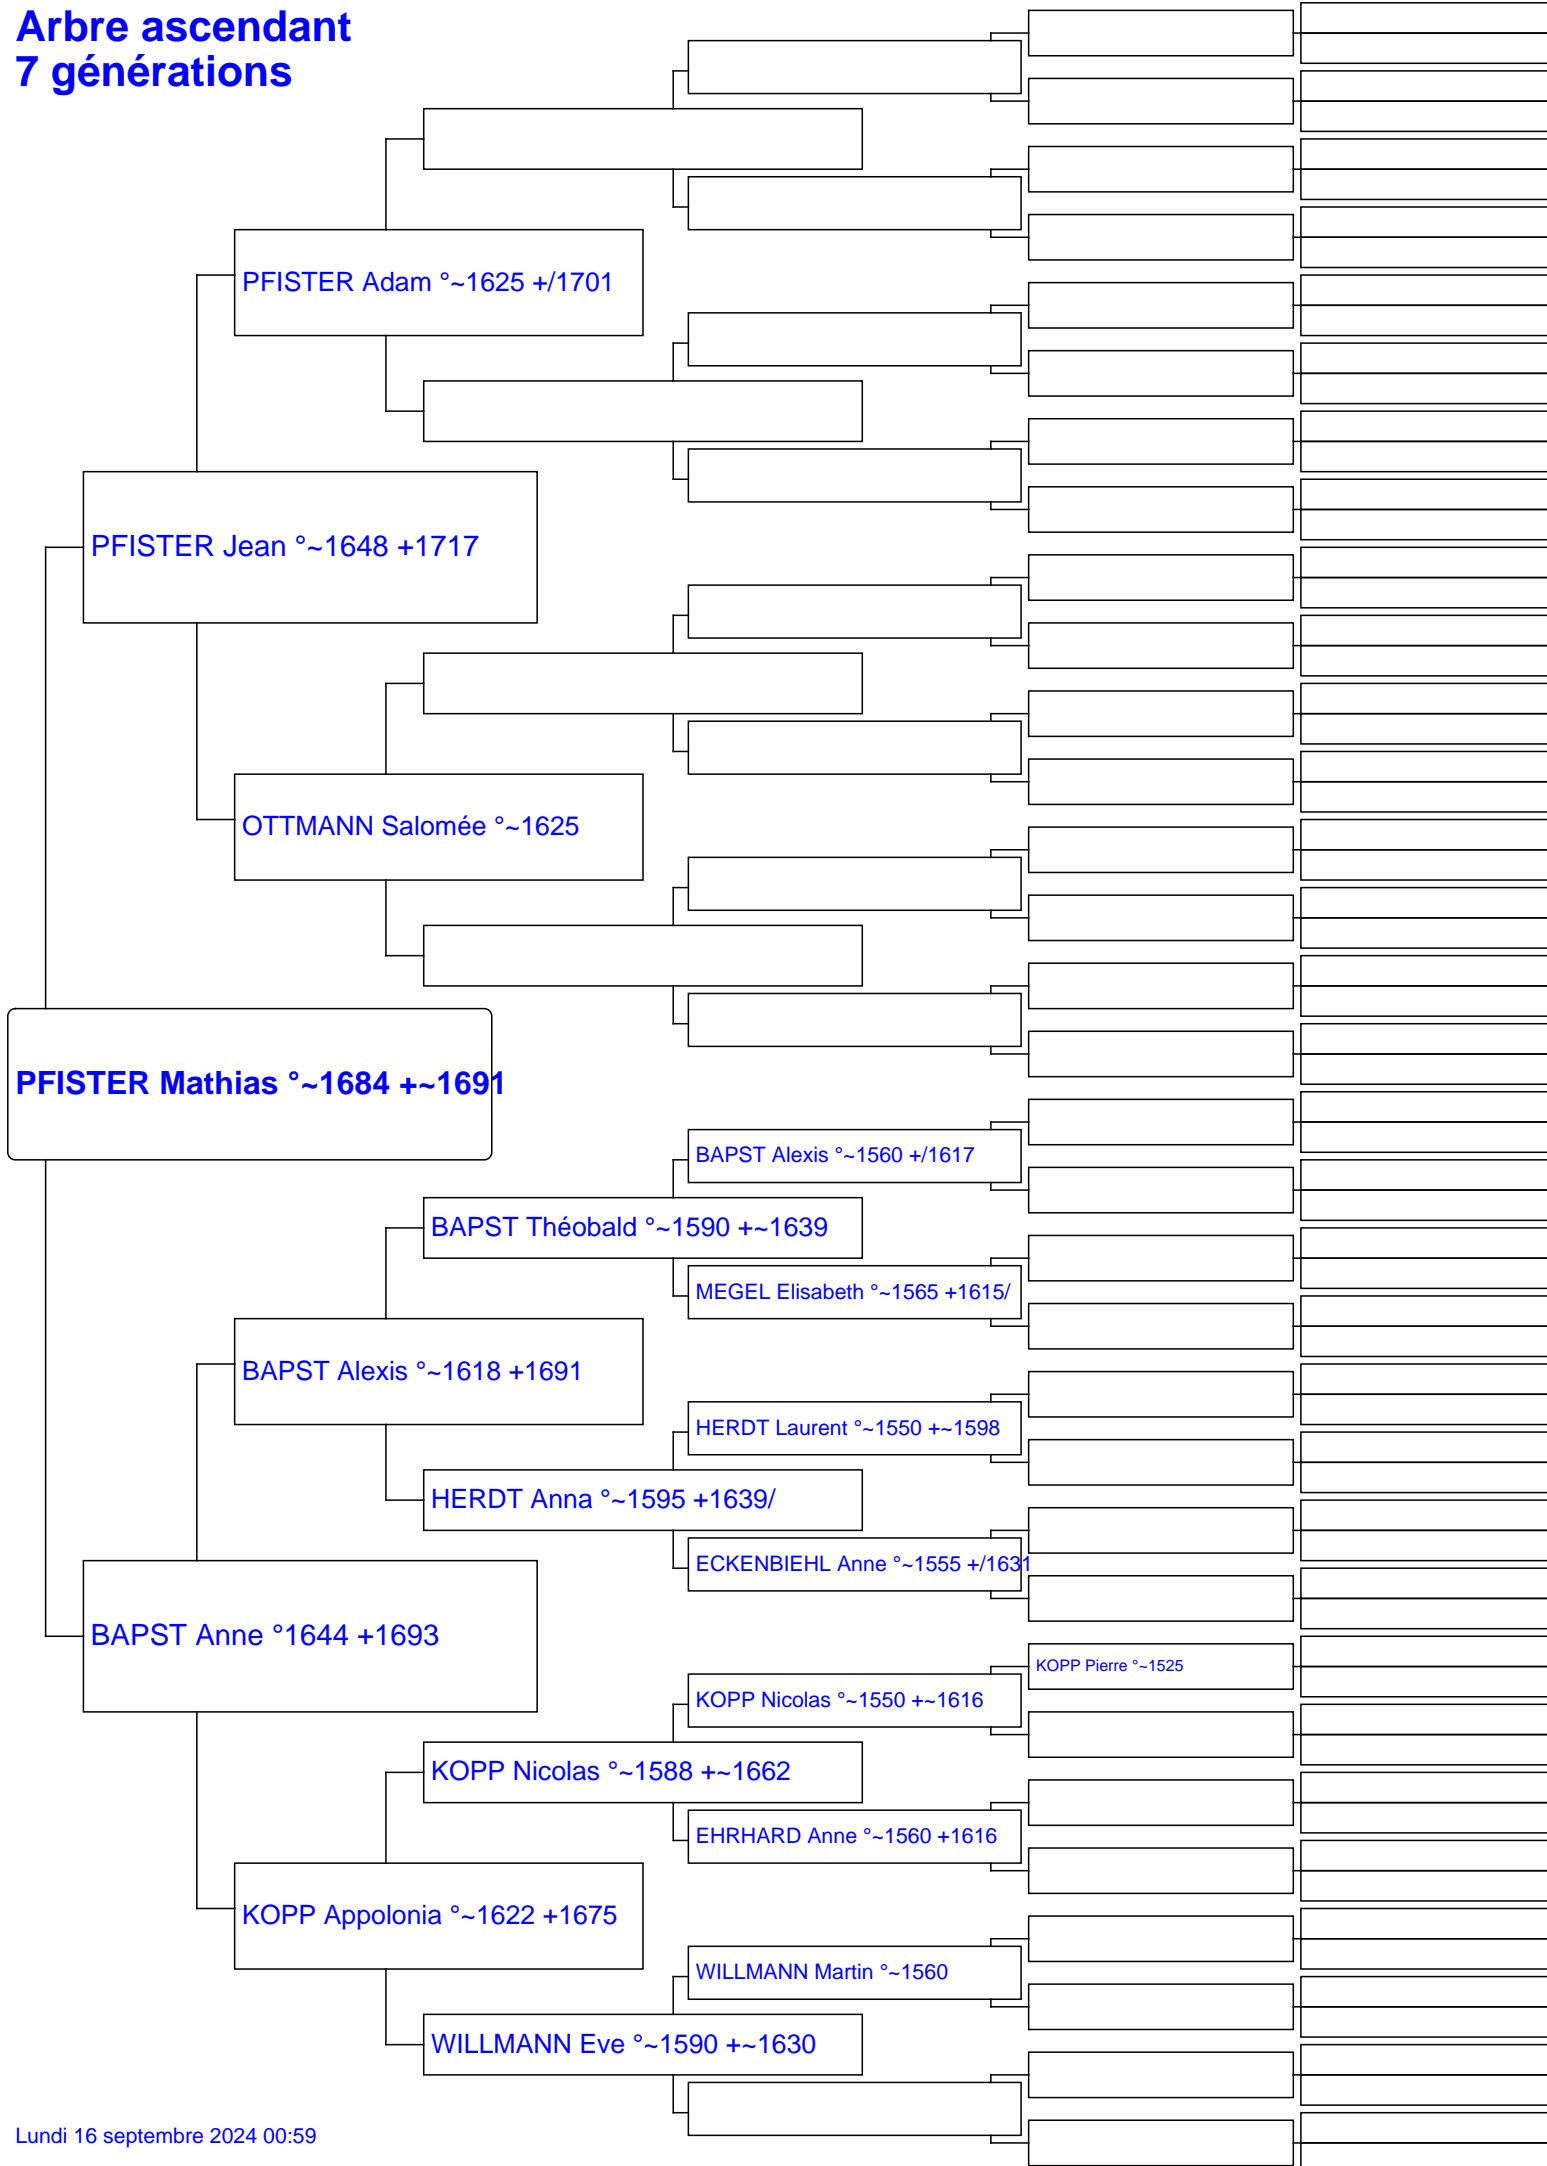 Arbre ascendant
7 générations
PFISTER Adam °~1625 +/1701
PFISTER Jean °~1648 +1717
OTTMANN Salomée °~1625
PFISTER Mathias °~1684 +~1691
BAPST Alexis °~1560 +/1617
BAPST Théobald °~1590 +~1639
MEGEL Elisabeth °~1565 +1615/
BAPST Alexis °~1618 +1691
HERDT Laurent °~1550 +~1598
HERDT Anna °~1595 +1639/
ECKENBIEHL Anne °~1555 +/1631
BAPST Anne °1644 +1693
KOPP Pierre °~1525
KOPP Nicolas °~1550 +~1616
KOPP Nicolas °~1588 +~1662
EHRHARD Anne °~1560 +1616
KOPP Appolonia °~1622 +1675
WILLMANN Martin °~1560
WILLMANN Eve °~1590 +~1630
Lundi 16 septembre 2024 00:59